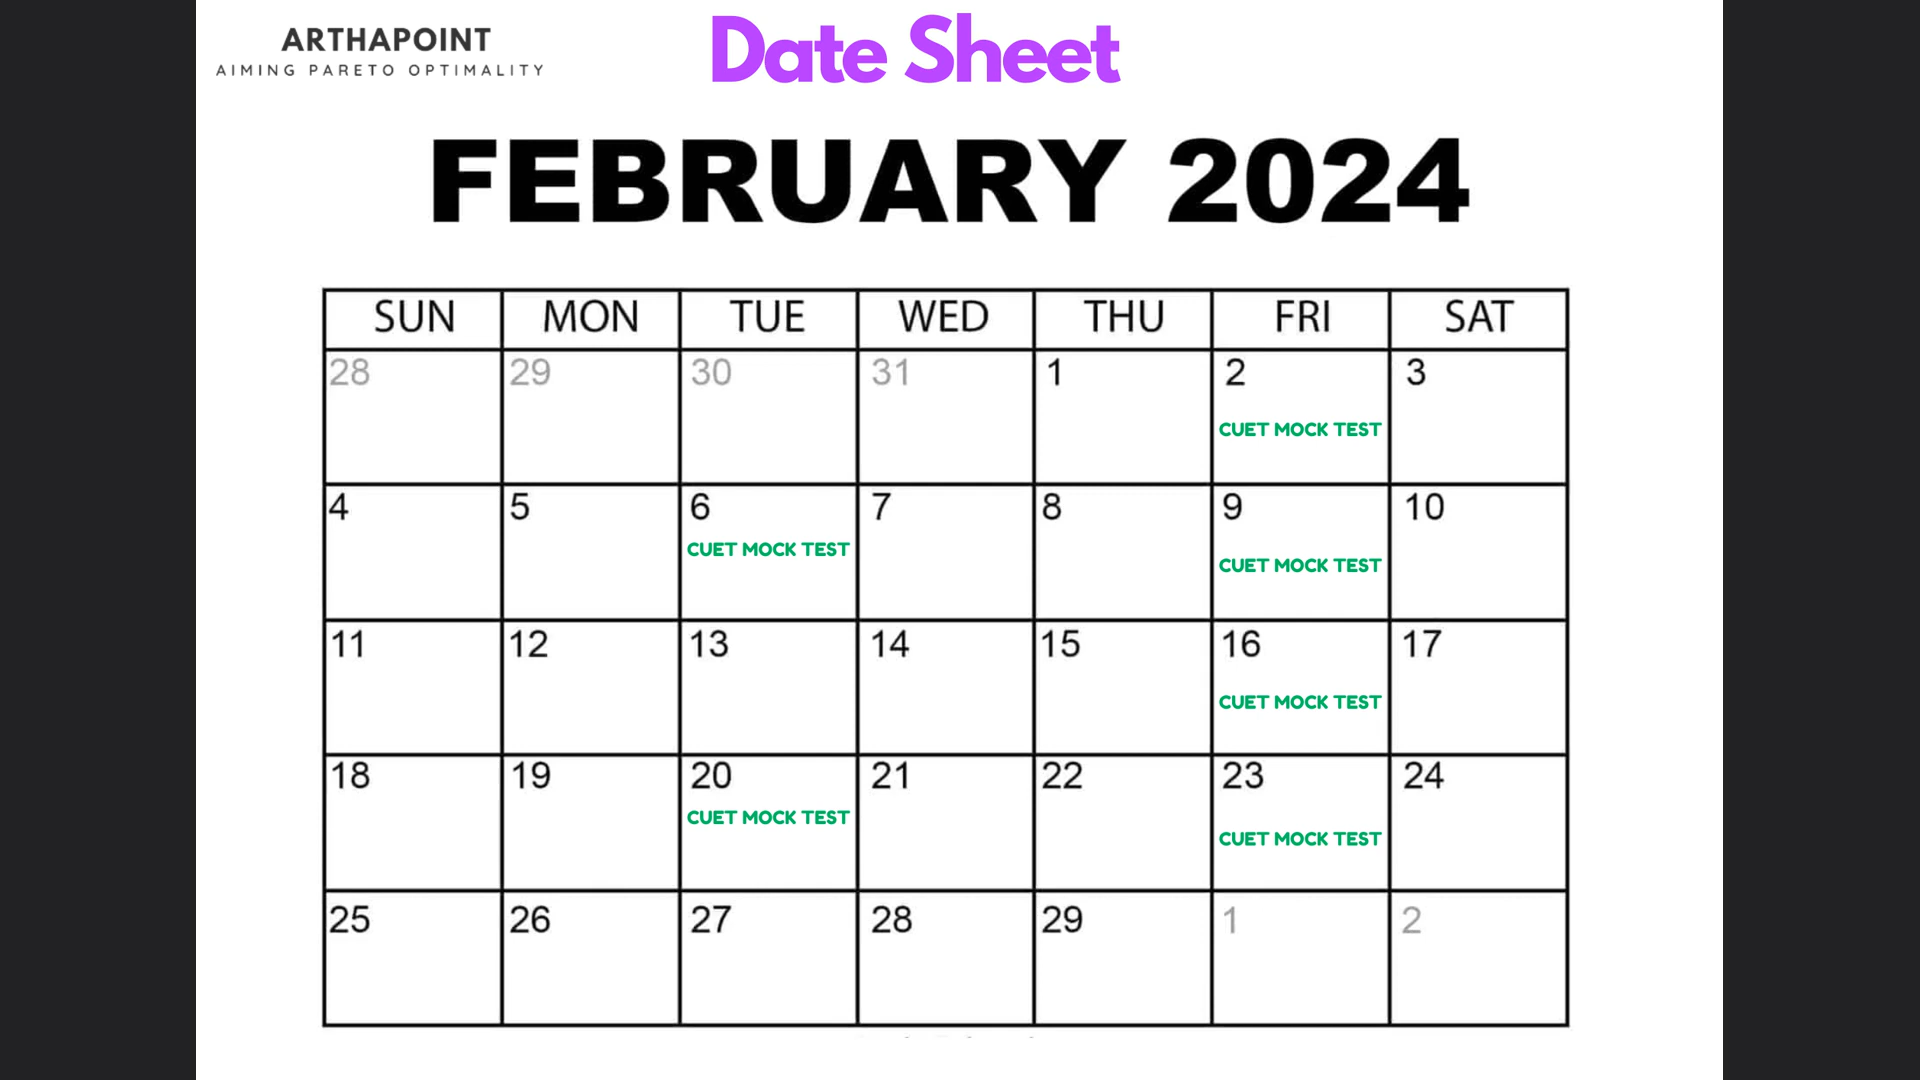 ARTHAPOINT
AIMING PARETO OPTIMALITY
Date Sheet
FEBRUARY 2024
SUN MON TUE WED THU FRI SAT
28 29 30 31 1 2 3
CUET MOCK TEST
4 5 6 7 8 9 10
CUET MOCK TEST
CUET MOCK TEST
11 12 13 14 15 16 17
CUET MOCK TEST
18 19 20 21 22 23 24
CUET MOCK TEST
CUET MOCK TEST
25 26 27 28 29 1 2